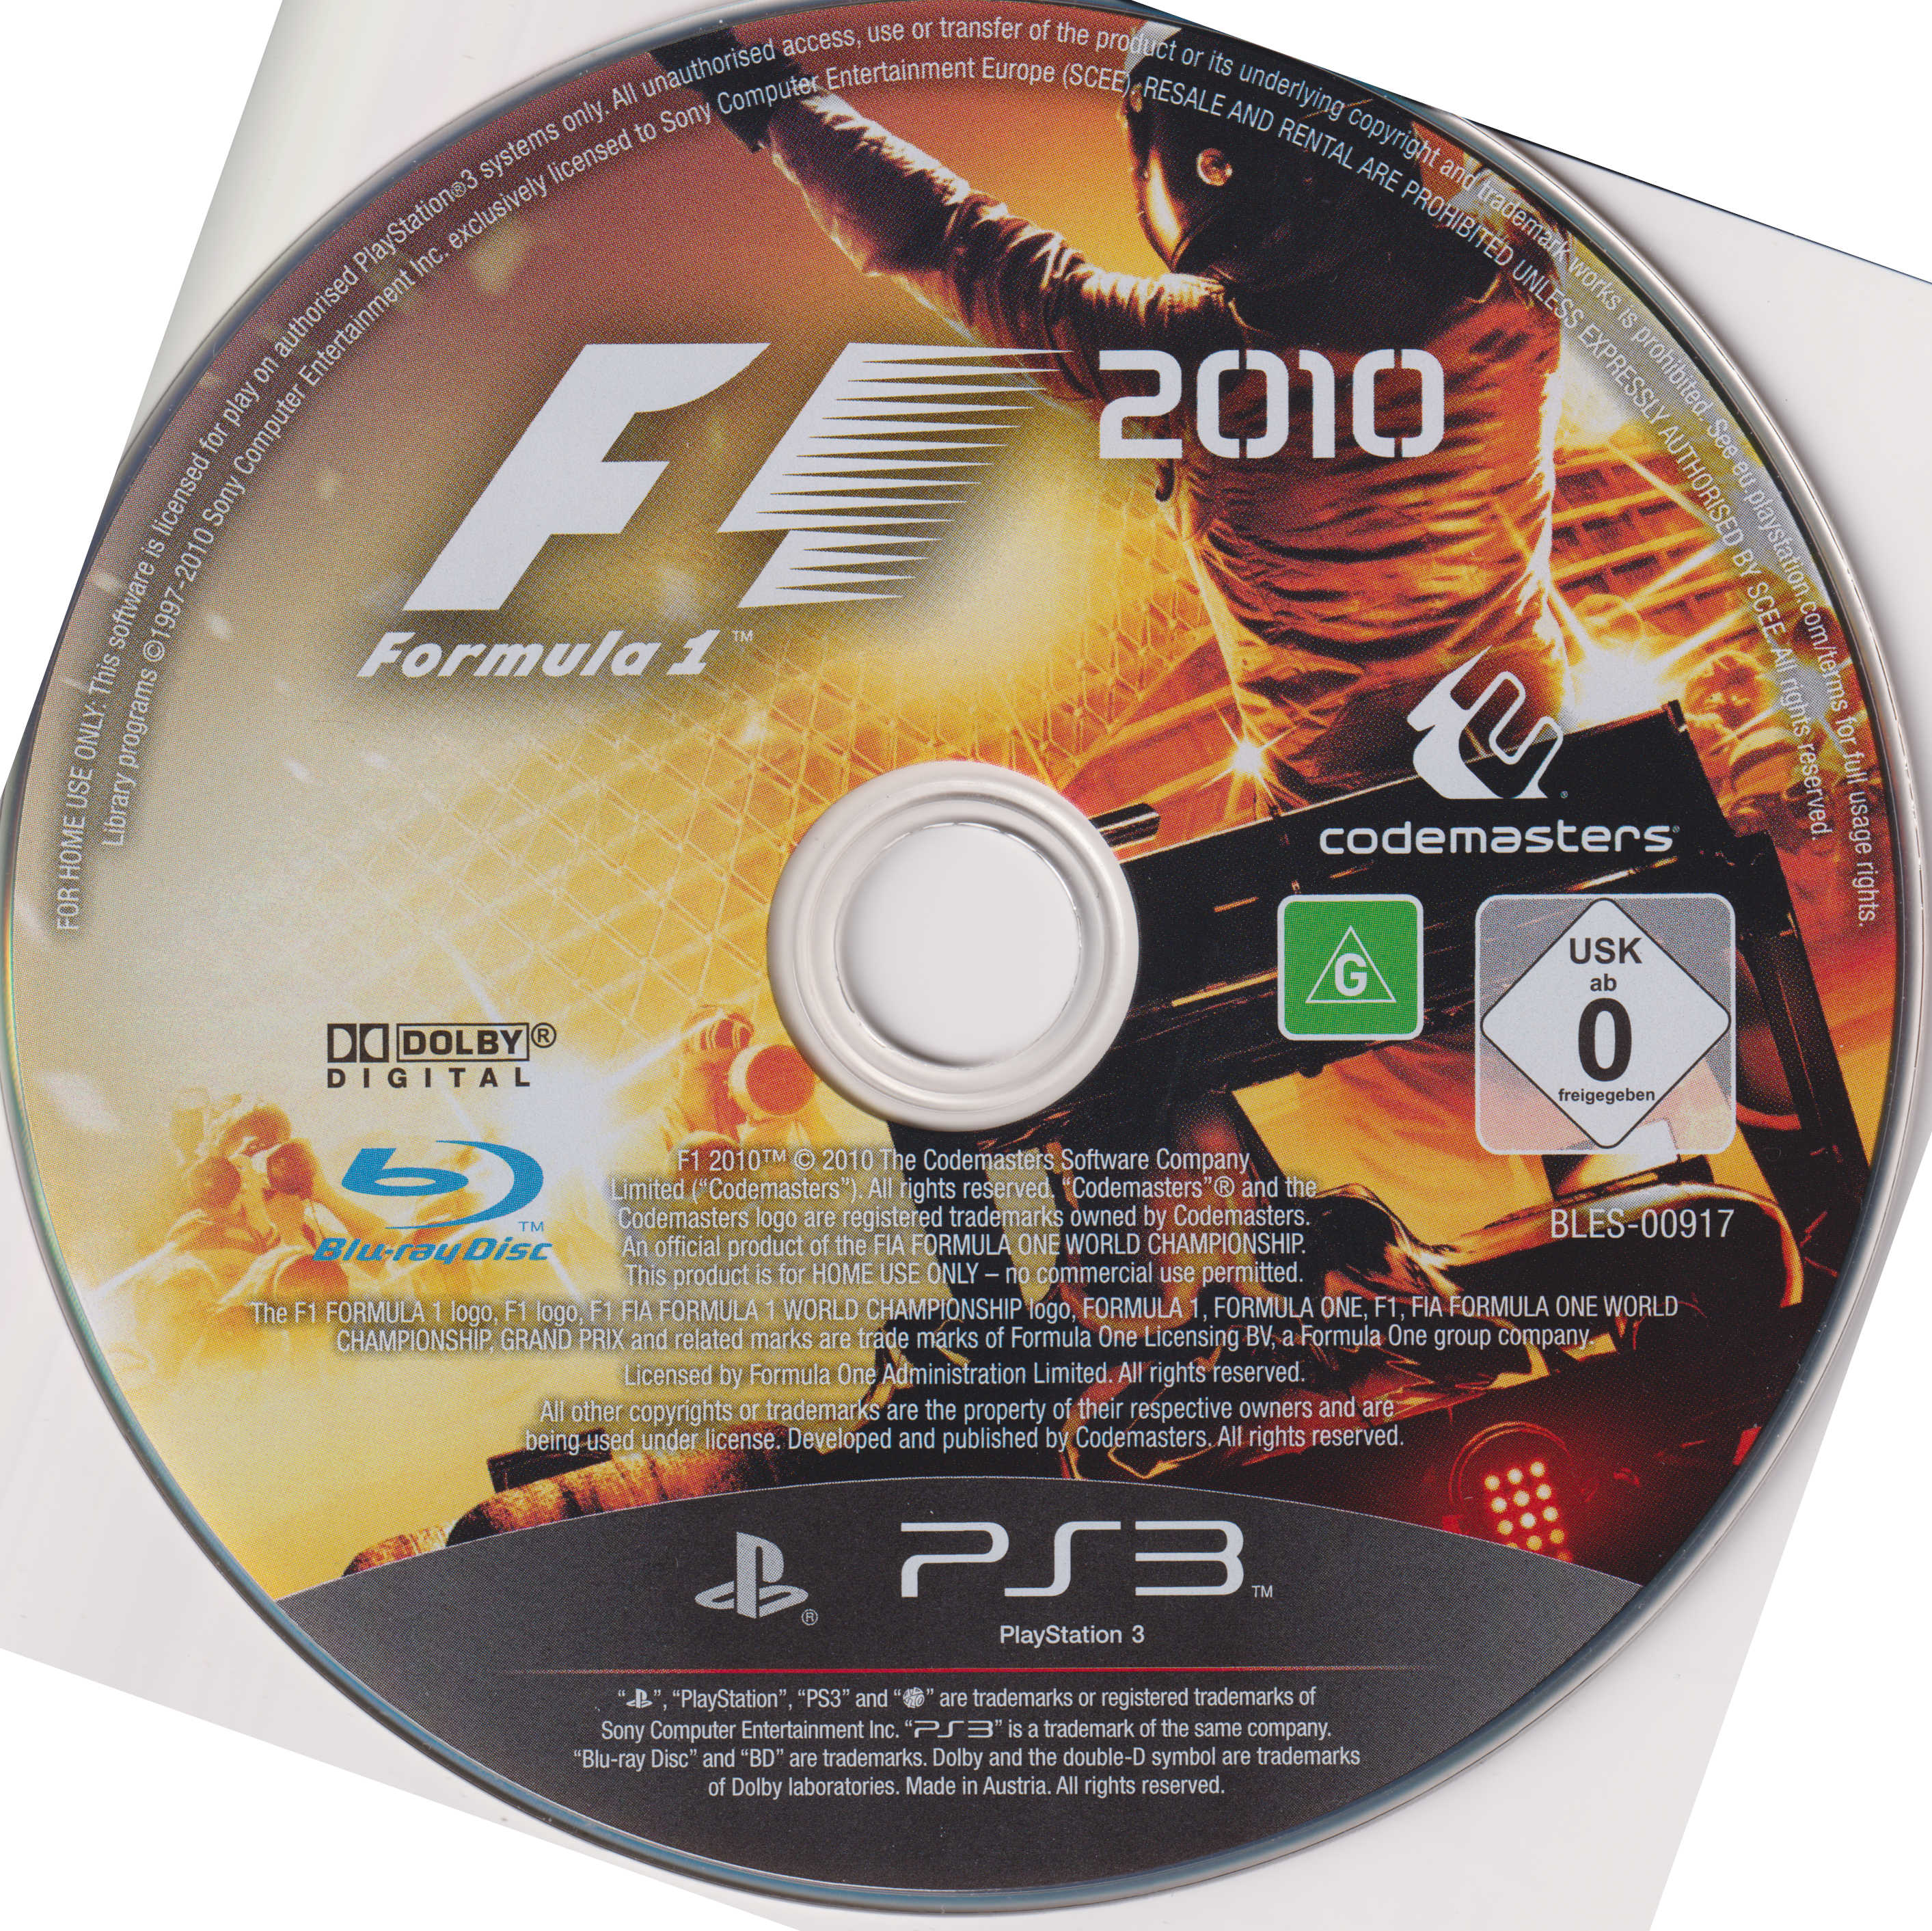 FOR HOME USE ONLY: This software is licensed for play on authorised PlayStation®3 systems only. All unauthorised access, use or transfer of the product or its underlying copyright and trademark works is prohibited. See eu.playstation.com/terms for full usage rights.
Library programs ©1997-2010 Sony Computer Entertainment Inc. exclusively licensed to Sony Computer Entertainment Europe (SCEE). RESALE AND RENTAL ARE PROHIBITED UNLESS EXPRESSLY AUTHORISED BY SCEE. All rights reserved.
F1 2010
Formula 1™
codemasters®
G
USK
ab
0
freigegeben
DOLBY®
DIGITAL
Blu-ray Disc™
BLES-00917
F1 2010™ © 2010 The Codemasters Software Company
Limited (“Codemasters”). All rights reserved. “Codemasters”® and the
Codemasters logo are registered trademarks owned by Codemasters.
An official product of the FIA FORMULA ONE WORLD CHAMPIONSHIP.
This product is for HOME USE ONLY – no commercial use permitted.
The F1 FORMULA 1 logo, F1 logo, F1 FIA FORMULA 1 WORLD CHAMPIONSHIP logo, FORMULA 1, FORMULA ONE, F1, FIA FORMULA ONE WORLD
CHAMPIONSHIP, GRAND PRIX and related marks are trade marks of Formula One Licensing BV, a Formula One group company.
Licensed by Formula One Administration Limited. All rights reserved.
All other copyrights or trademarks are the property of their respective owners and are
being used under license. Developed and published by Codemasters. All rights reserved.
® PS3™
PlayStation 3
“ ”, “PlayStation”, “PS3” and “ ” are trademarks or registered trademarks of
Sony Computer Entertainment Inc. “PS3” is a trademark of the same company.
“Blu-ray Disc” and “BD” are trademarks. Dolby and the double-D symbol are trademarks
of Dolby laboratories. Made in Austria. All rights reserved.